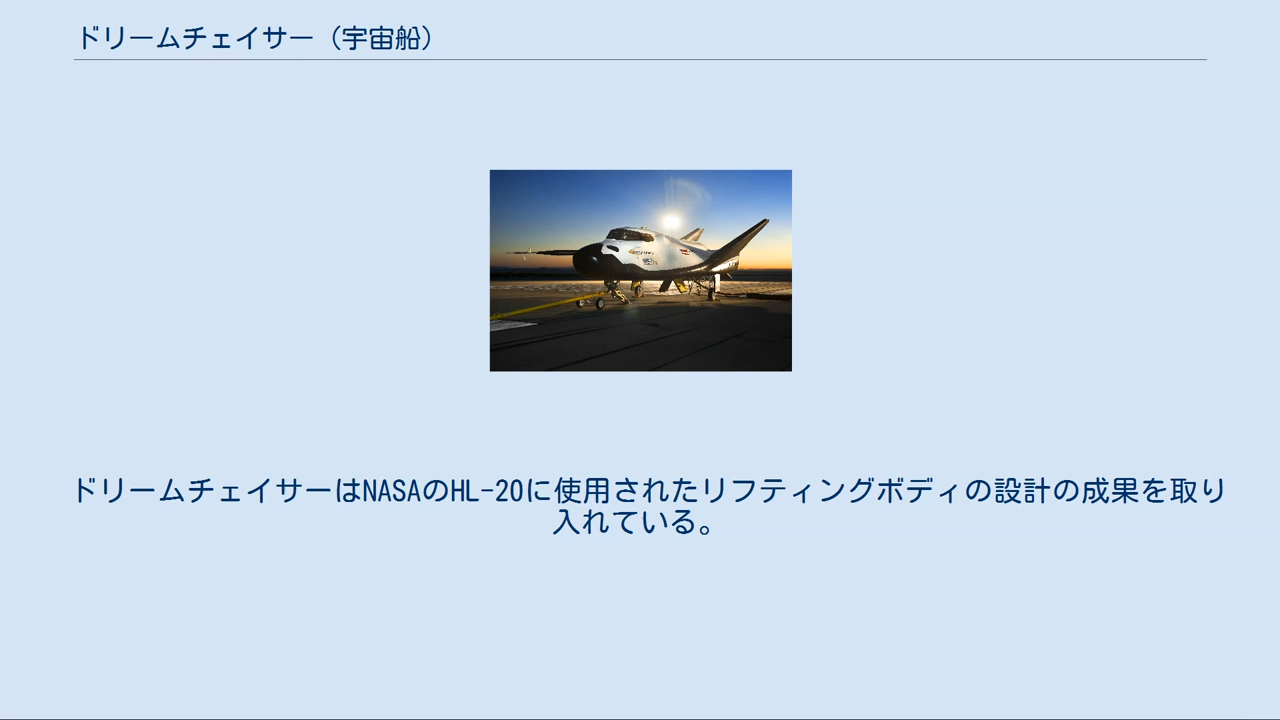 ドリームチェイサー（宇宙船）
ドリームチェイサーはNASAのHL-20に使用されたリフティングボディの設計の成果を取り
入れている。